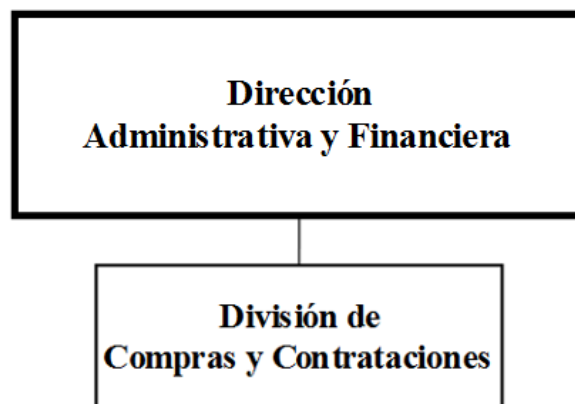 Dirección
Administrativa y Financiera
División de
Compras y Contrataciones